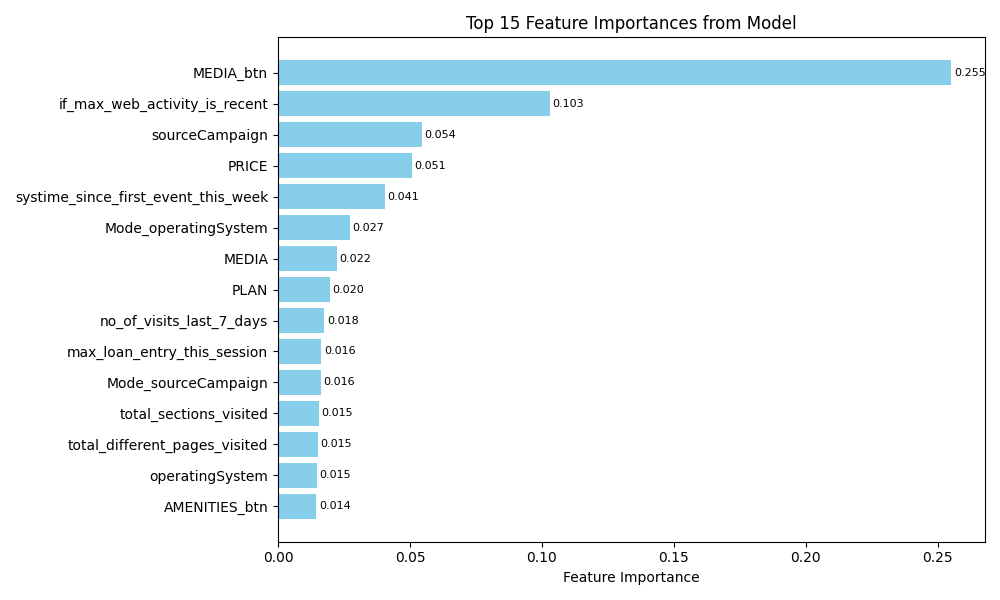 Top 15 Feature Importances from Model
MEDIA_btn 0.255
if_max_web_activity_is_recent 0.103
sourceCampaign 0.054
PRICE 0.051
systime_since_first_event_this_week 0.041
Mode_operatingSystem 0.027
MEDIA 0.022
PLAN 0.020
no_of_visits_last_7_days 0.018
max_loan_entry_this_session 0.016
Mode_sourceCampaign 0.016
total_sections_visited 0.015
total_different_pages_visited 0.015
operatingSystem 0.015
AMENITIES_btn 0.014
0.00 0.05 0.10 0.15 0.20 0.25
Feature Importance